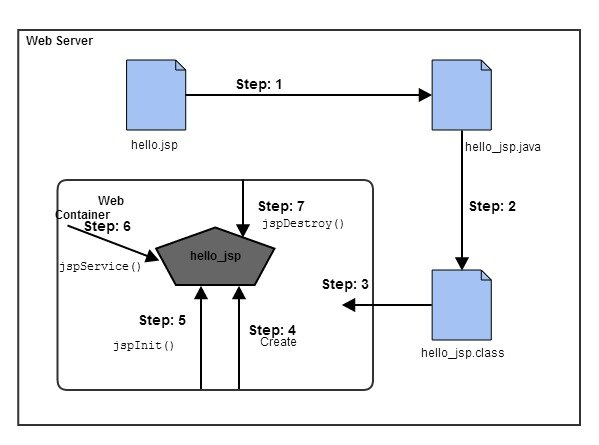 Web Server
Step: 1
hello.jsp
hello_jsp.java
Step: 2
Web
Container
Step: 6
jspService()
Step: 7
jspDestroy()
hello_jsp
Step: 3
Step: 5
jspInit()
Step: 4
Create
hello_jsp.class